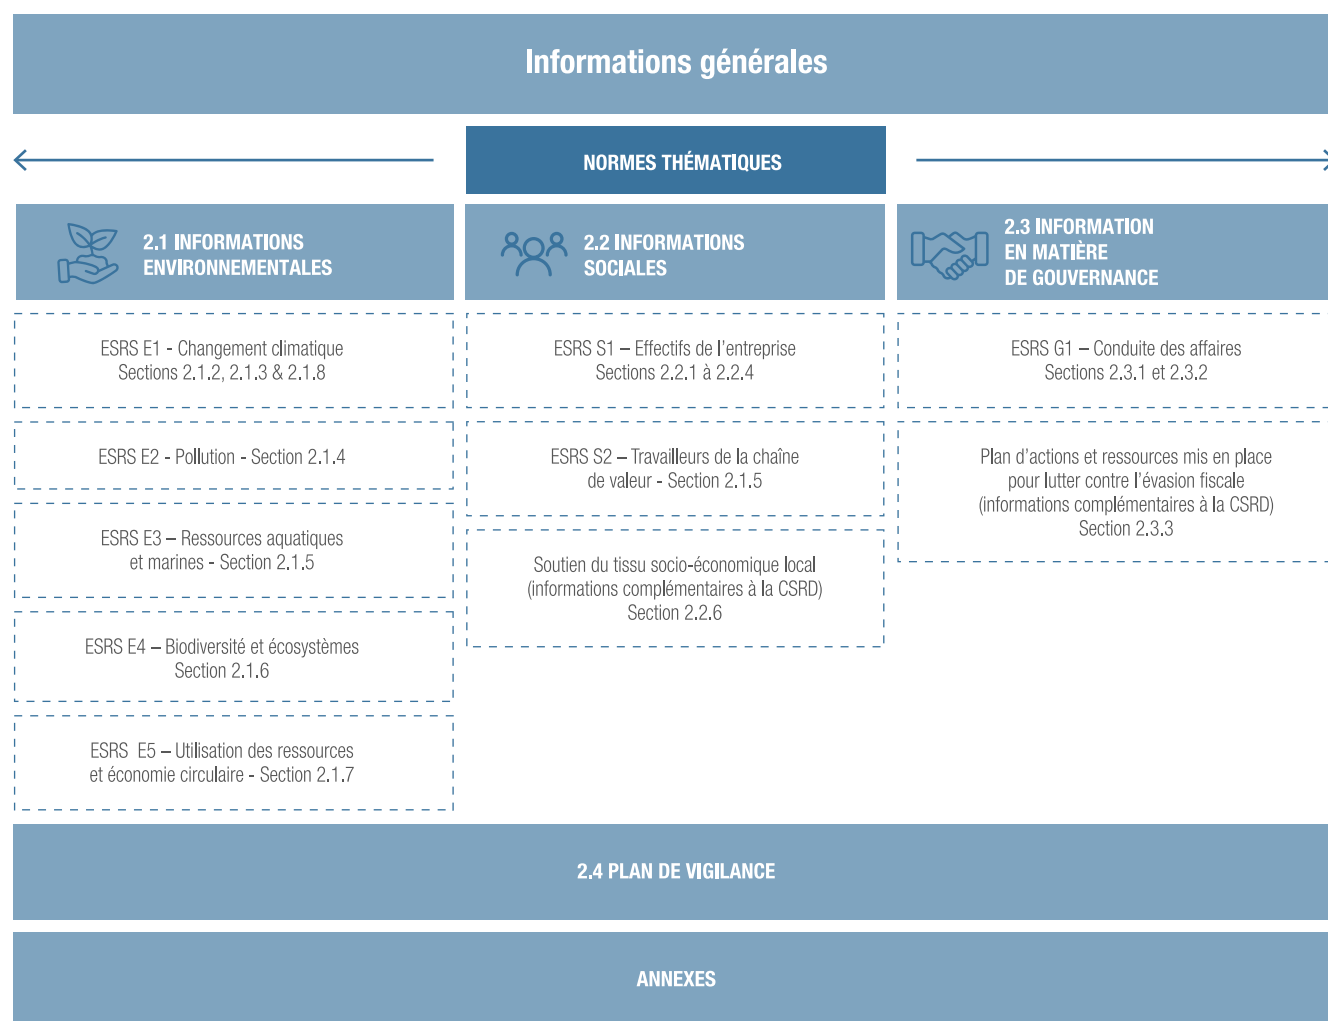 Informations générales
NORMES THÉMATIQUES
2.1 INFORMATIONS
ENVIRONNEMENTALES
ESRS E1 - Changement climatique
Sections 2.1.2, 2.1.3 & 2.1.8
ESRS E2 - Pollution - Section 2.1.4
ESRS E3 – Ressources aquatiques
et marines - Section 2.1.5
ESRS E4 – Biodiversité et écosystèmes
Section 2.1.6
ESRS E5 – Utilisation des ressources
et économie circulaire - Section 2.1.7
2.2 INFORMATIONS
SOCIALES
ESRS S1 – Effectifs de l'entreprise
Sections 2.2.1 à 2.2.4
ESRS S2 – Travailleurs de la chaîne
de valeur - Section 2.1.5
Soutien du tissu socio-économique local
(informations complémentaires à la CSRD)
Section 2.2.6
2.3 INFORMATION
EN MATIÈRE
DE GOUVERNANCE
ESRS G1 – Conduite des affaires
Sections 2.3.1 et 2.3.2
Plan d'actions et ressources mis en place
pour lutter contre l'évasion fiscale
(informations complémentaires à la CSRD)
Section 2.3.3
2.4 PLAN DE VIGILANCE
ANNEXES